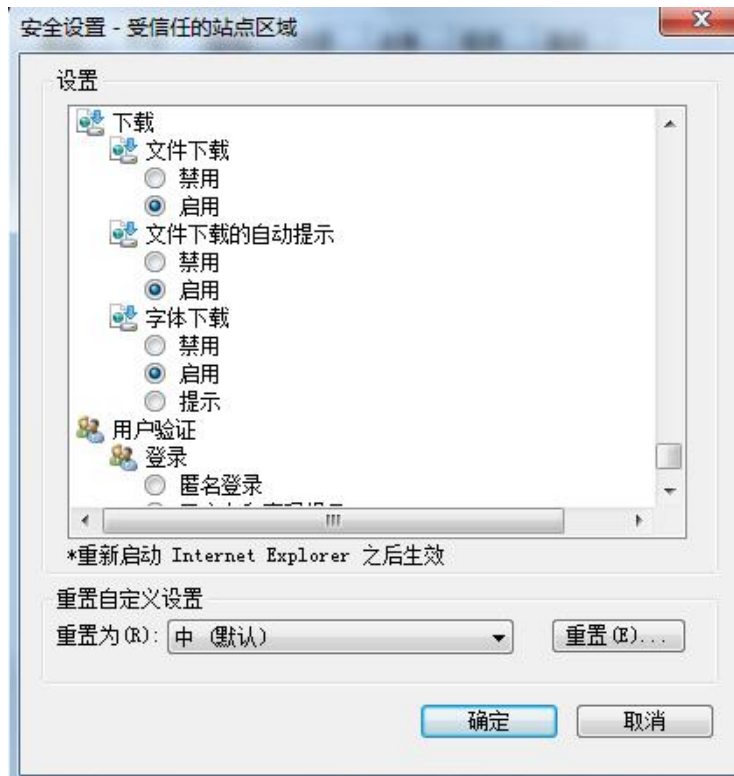 安全设置 - 受信任的站点区域
设置
下载
文件下载
禁用
启用
文件下载的自动提示
禁用
启用
字体下载
禁用
启用
提示
用户验证
登录
匿名登录
*重新启动 Internet Explorer 之后生效
重置自定义设置
重置为(R): 中 (默认) 重置(E)...
确定 取消